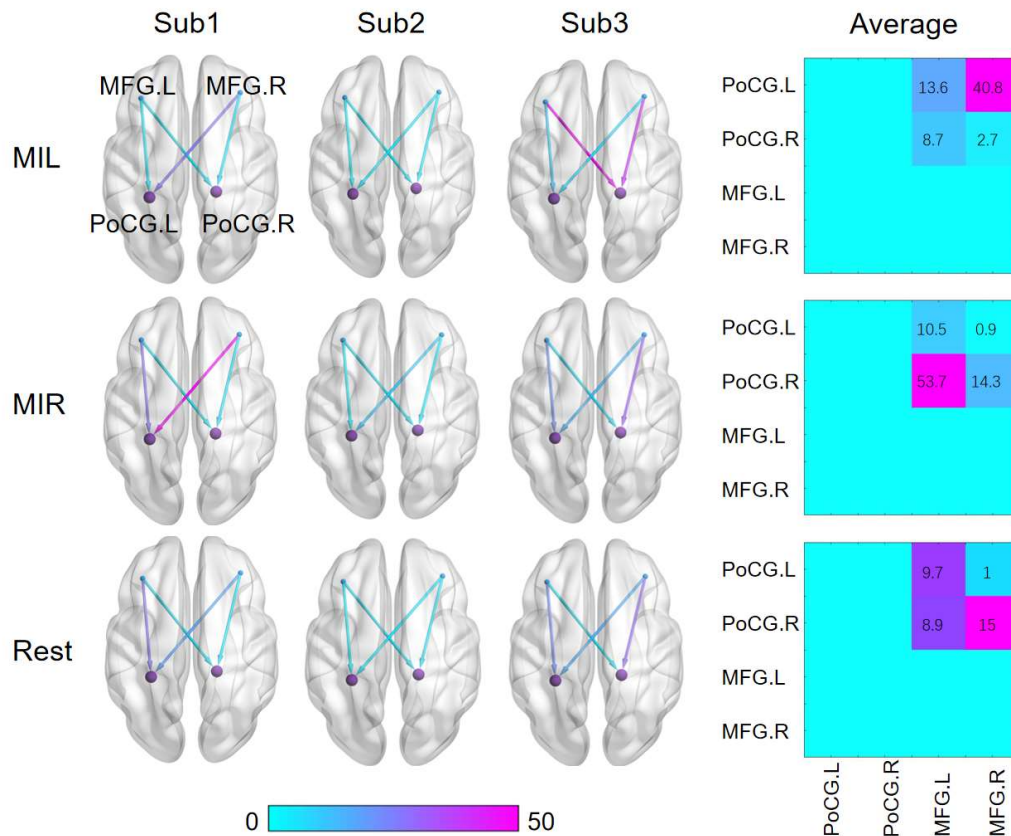 Sub1 Sub2 Sub3 Average
MFG.L MFG.R
PoCG.L 13.6 40.8
MIL
PoCG.R 8.7 2.7
MFG.L
PoCG.L PoCG.R
MFG.R
PoCG.L 10.5 0.9
MIR
PoCG.R 53.7 14.3
MFG.L
MFG.R
PoCG.L 9.7 1
Rest
PoCG.R 8.9 15
MFG.L
MFG.R
PoCG.L PoCG.R MFG.L MFG.R
0 50